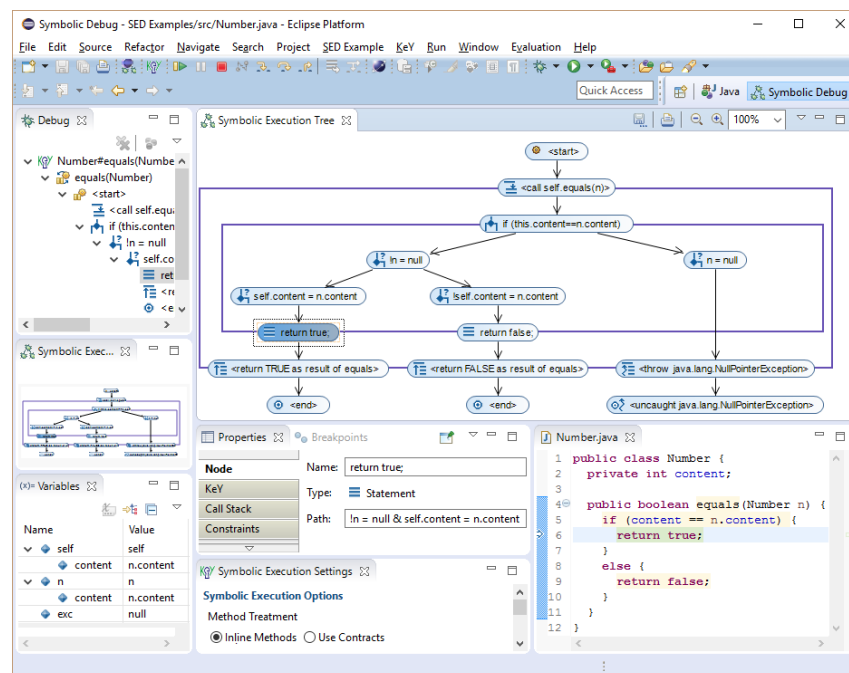 Symbolic Debug - SED Examples/src/Number.java - Eclipse Platform
File Edit Source Refactor Navigate Search Project SED Example KeY Run Window Evaluation Help
Quick Access Java Symbolic Debug
Debug
KeY Number#equals(Numbe
equals(Number)
<start>
<call self.equa
if (this.conten
!n = null
self.co
ret
<re
<e
Symbolic Execution Tree
100%
<start>
<call self.equals(n)>
if (this.content==n.content)
!n = null
n = null
self.content = n.content
!self.content = n.content
return true;
return false;
<return TRUE as result of equals>
<return FALSE as result of equals>
<throw java.lang.NullPointerException>
<end>
<end>
<uncaught java.lang.NullPointerException>
Symbolic Exec...
(x)= Variables
Name Value
self self
content n.content
n n
content n.content
exc null
Properties Breakpoints
Node
KeY
Call Stack
Constraints
Name: return true;
Type: Statement
Path: !n = null & self.content = n.content
KeY Symbolic Execution Settings
Symbolic Execution Options
Method Treatment
Inline Methods Use Contracts
Number.java
1 public class Number {
2 private int content;
3
4 public boolean equals(Number n) {
5 if (content == n.content) {
6 return true;
7 }
8 else {
9 return false;
10 }
11 }
12 }